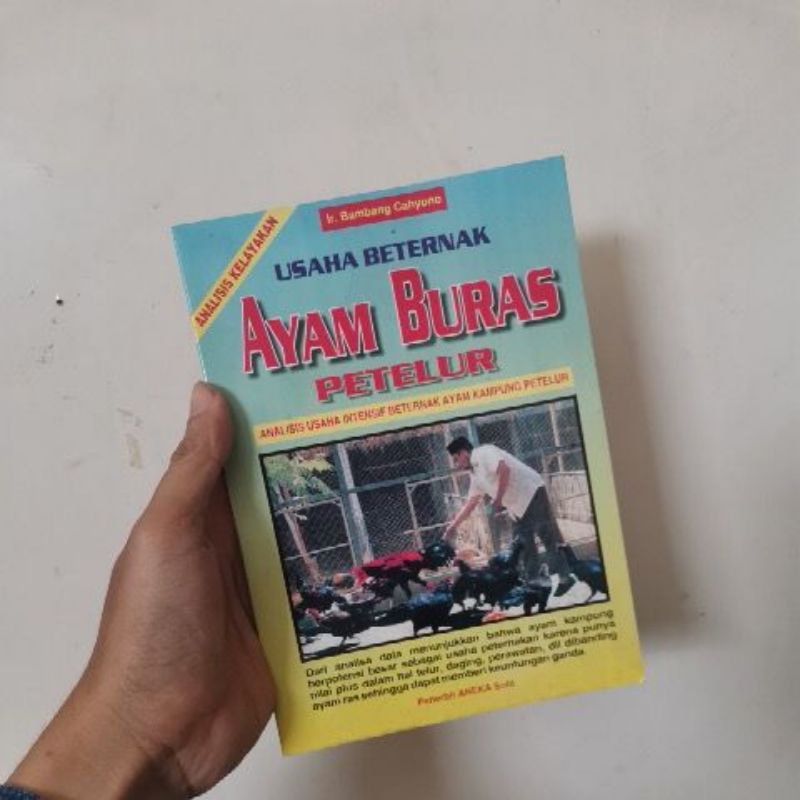 Ir. Bambang Cahyono
ANALISIS KELAYAKAN
USAHA BETERNAK
AYAM BURAS
PETELUR
ANALISIS USAHA INTENSIF BETERNAK AYAM KAMPUNG PETELUR
Dari analisa data menunjukkan bahwa ayam kampung
berpotensi besar sebagai usaha peternakan karena punya
nilai plus dalam hal telur, daging, perawatan, dll dibanding
ayam ras sehingga dapat memberi keuntungan ganda.
Penerbit ANEKA Solo